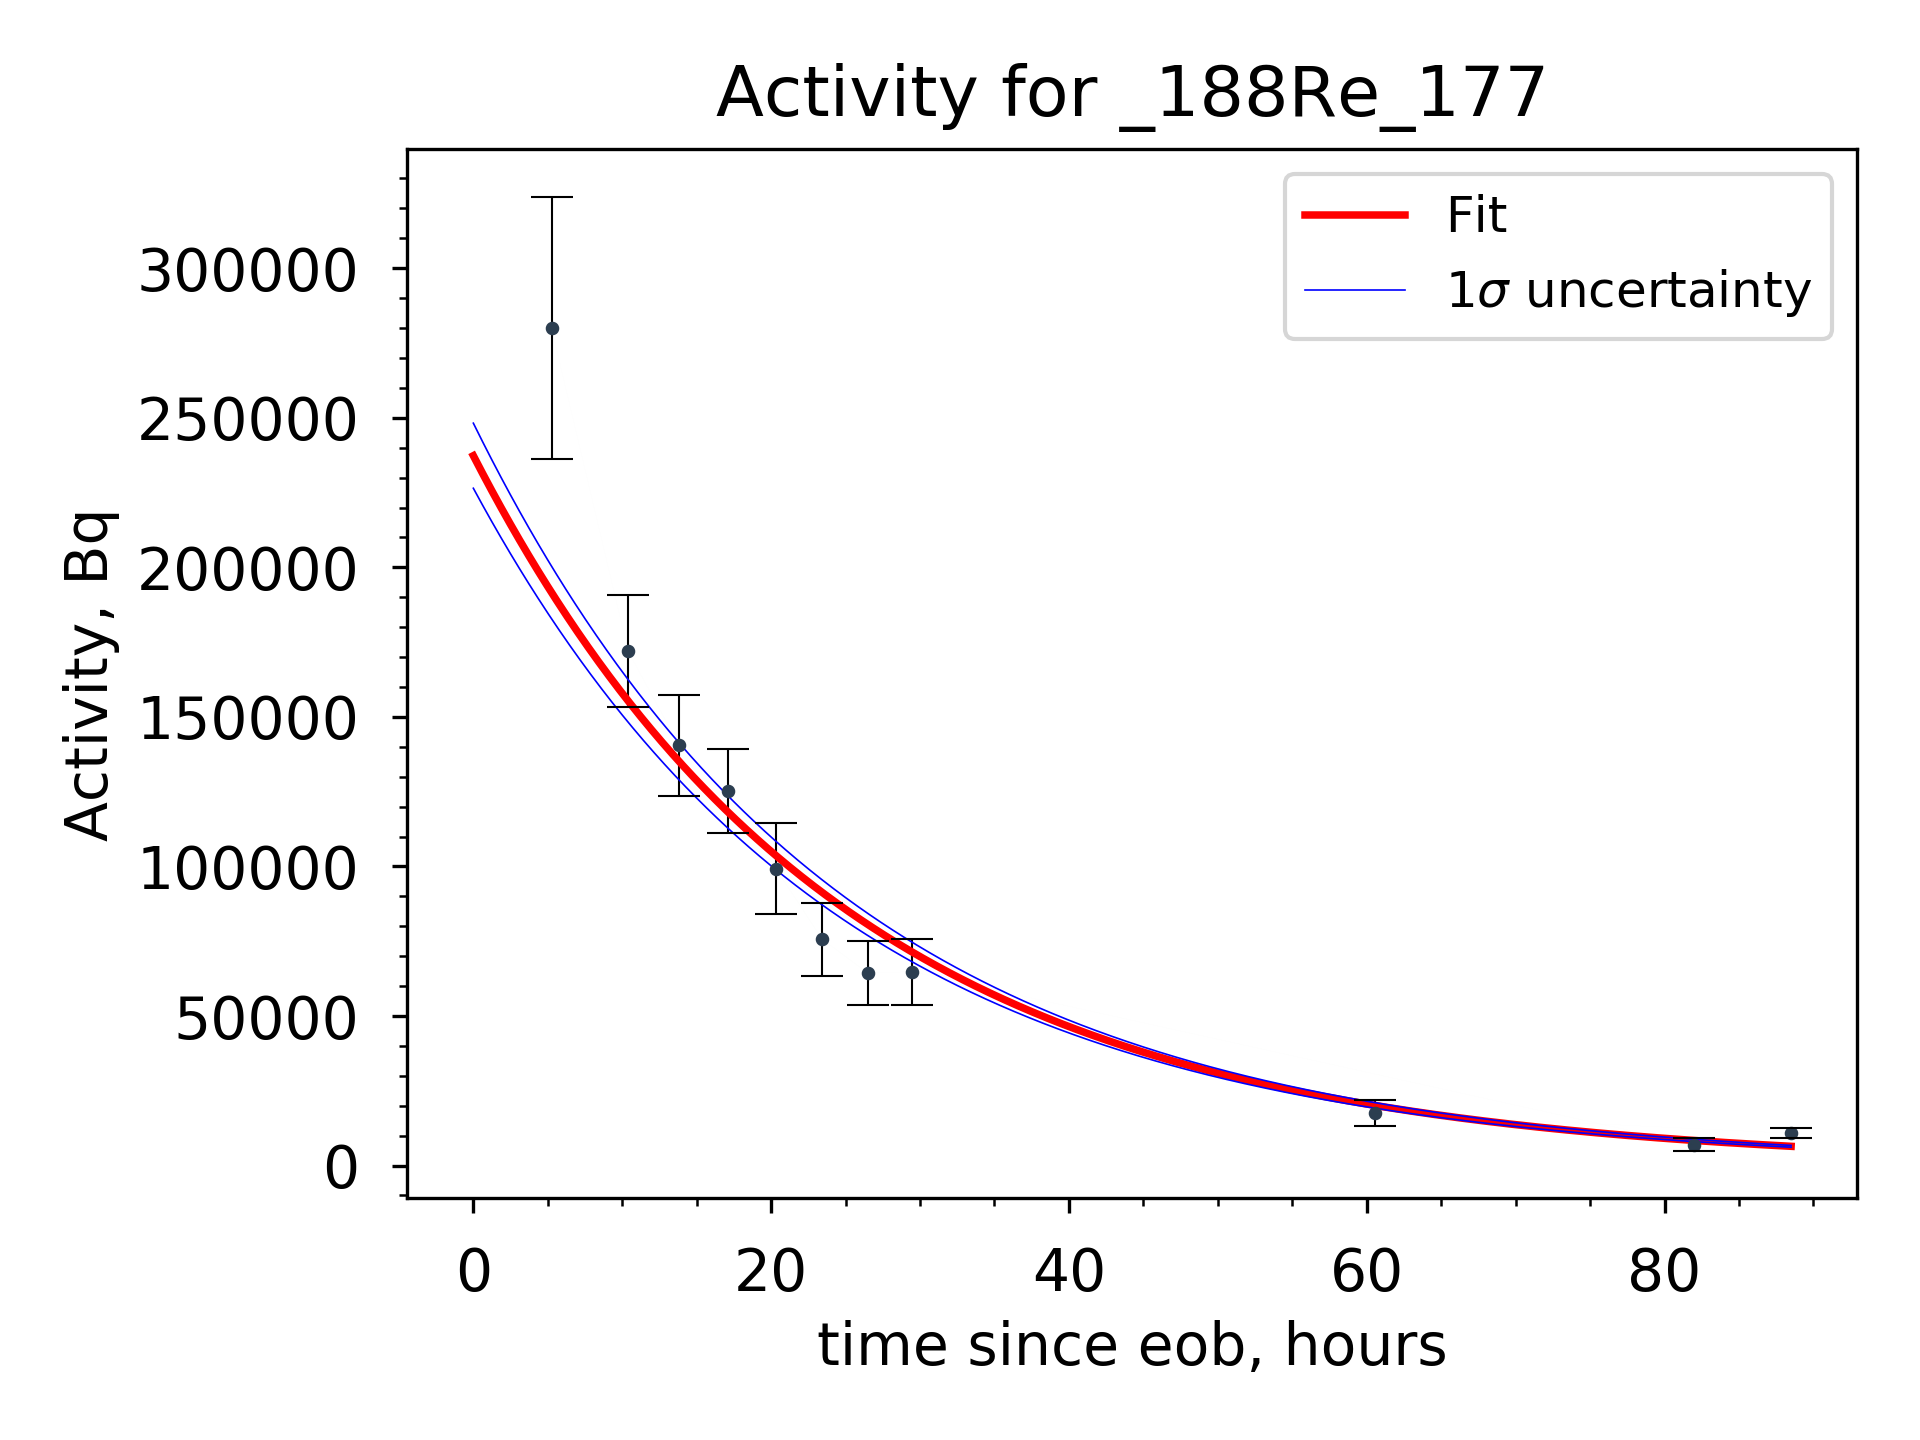 Activity for _188Re_177
Fit
1σ uncertainty
Activity, Bq
300000
250000
200000
150000
100000
50000
0
0 20 40 60 80
time since eob, hours